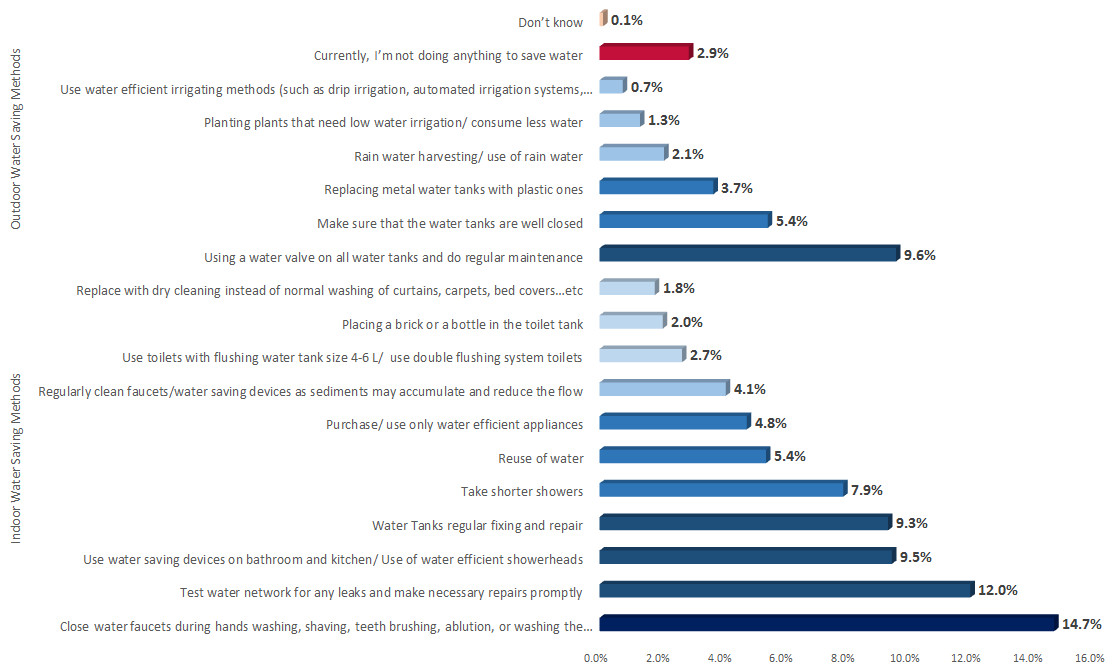 Don't know 0.1%
Currently, I'm not doing anything to save water 2.9%
Use water efficient irrigating methods (such as drip irrigation, automated irrigation systems,... 0.7%
Planting plants that need low water irrigation/ consume less water 1.3%
Rain water harvesting/ use of rain water 2.1%
Replacing metal water tanks with plastic ones 3.7%
Make sure that the water tanks are well closed 5.4%
Using a water valve on all water tanks and do regular maintenance 9.6%
Outdoor Water Saving Methods
Replace with dry cleaning instead of normal washing of curtains, carpets, bed covers...etc 1.8%
Placing a brick or a bottle in the toilet tank 2.0%
Use toilets with flushing water tank size 4-6 L/ use double flushing system toilets 2.7%
Regularly clean faucets/water saving devices as sediments may accumulate and reduce the flow 4.1%
Purchase/ use only water efficient appliances 4.8%
Reuse of water 5.4%
Take shorter showers 7.9%
Water Tanks regular fixing and repair 9.3%
Use water saving devices on bathroom and kitchen/ Use of water efficient showerheads 9.5%
Test water network for any leaks and make necessary repairs promptly 12.0%
Close water faucets during hands washing, shaving, teeth brushing, ablution, or washing the... 14.7%
Indoor Water Saving Methods
0.0% 2.0% 4.0% 6.0% 8.0% 10.0% 12.0% 14.0% 16.0%